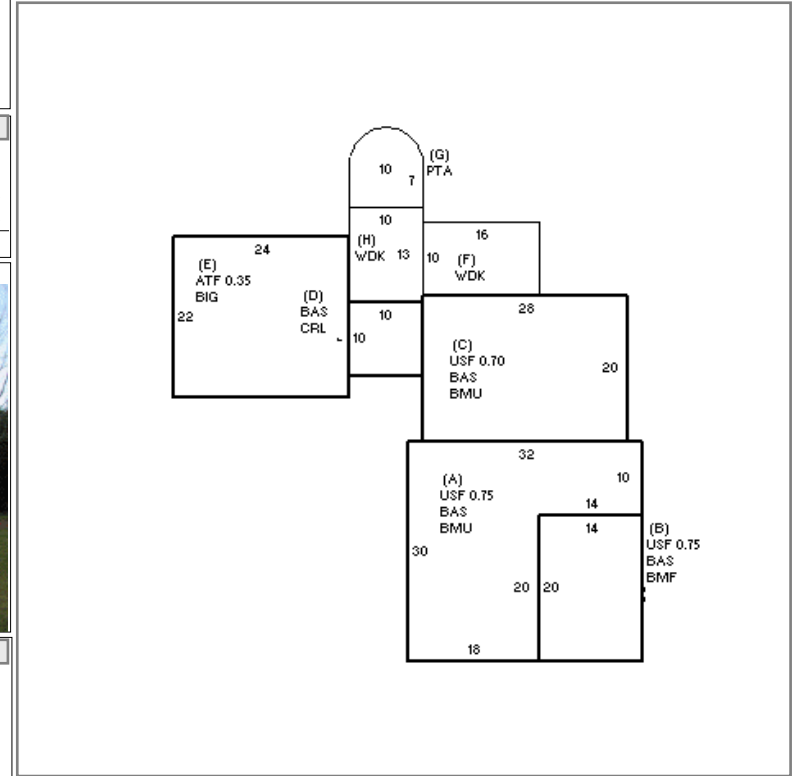 (G)
PTA
10
7
10
(H)
WDK 13
16
10 (F)
WDK
24
(E)
ATF 0.35
BIG
22
(D)
BAS
CRL
10
10
28
(C)
USF 0.70
BAS
BMU
20
32
(A)
USF 0.75
BAS
BMU
10
14
14
30
20 20
18
(B)
USF 0.75
BAS
BMF